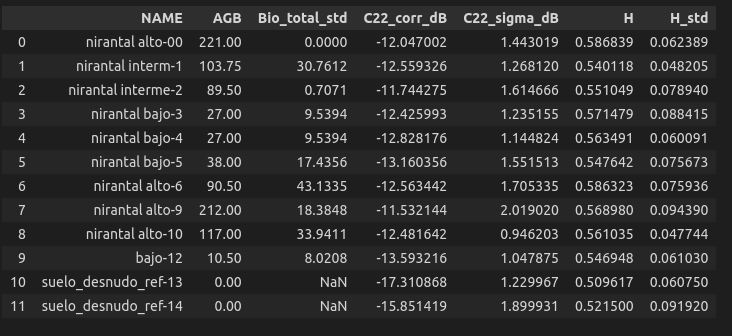 NAME AGB Bio_total_std C22_corr_dB C22_sigma_dB H H_std
0 nirantal alto-00 221.00 0.0000 -12.047002 1.443019 0.586839 0.062389
1 nirantal interm-1 103.75 30.7612 -12.559326 1.268120 0.540118 0.048205
2 nirantal interme-2 89.50 0.7071 -11.744275 1.614666 0.551049 0.078940
3 nirantal bajo-3 27.00 9.5394 -12.425993 1.235155 0.571479 0.088415
4 nirantal bajo-4 27.00 9.5394 -12.828176 1.144824 0.563491 0.060091
5 nirantal bajo-5 38.00 17.4356 -13.160356 1.551513 0.547642 0.075673
6 nirantal alto-6 90.50 43.1335 -12.563442 1.705335 0.586323 0.075936
7 nirantal alto-9 212.00 18.3848 -11.532144 2.019020 0.568980 0.094390
8 nirantal alto-10 117.00 33.9411 -12.481642 0.946203 0.561035 0.047744
9 bajo-12 10.50 8.0208 -13.593216 1.047875 0.546948 0.061030
10 suelo_desnudo_ref-13 0.00 NaN -17.310868 1.229967 0.509617 0.060750
11 suelo_desnudo_ref-14 0.00 NaN -15.851419 1.899931 0.521500 0.091920